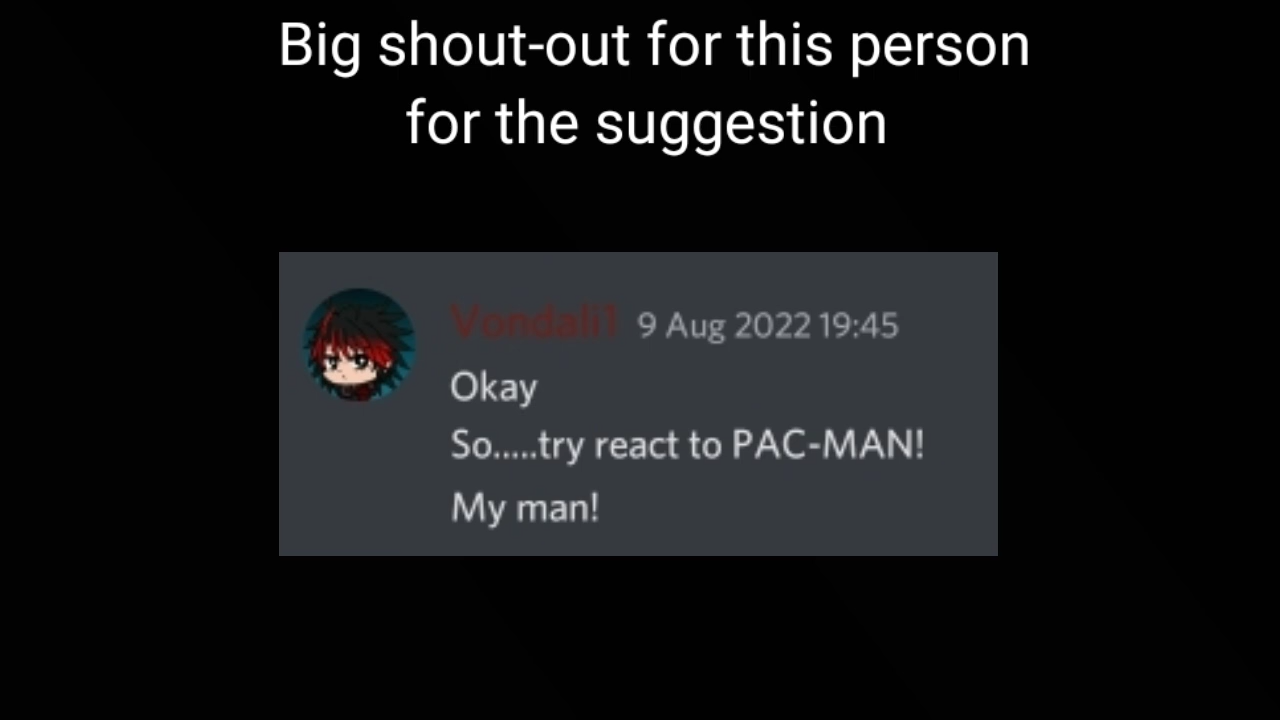 Big shout-out for this person
for the suggestion
Vondali1 9 Aug 2022 19:45
Okay
So.....try react to PAC-MAN!
My man!